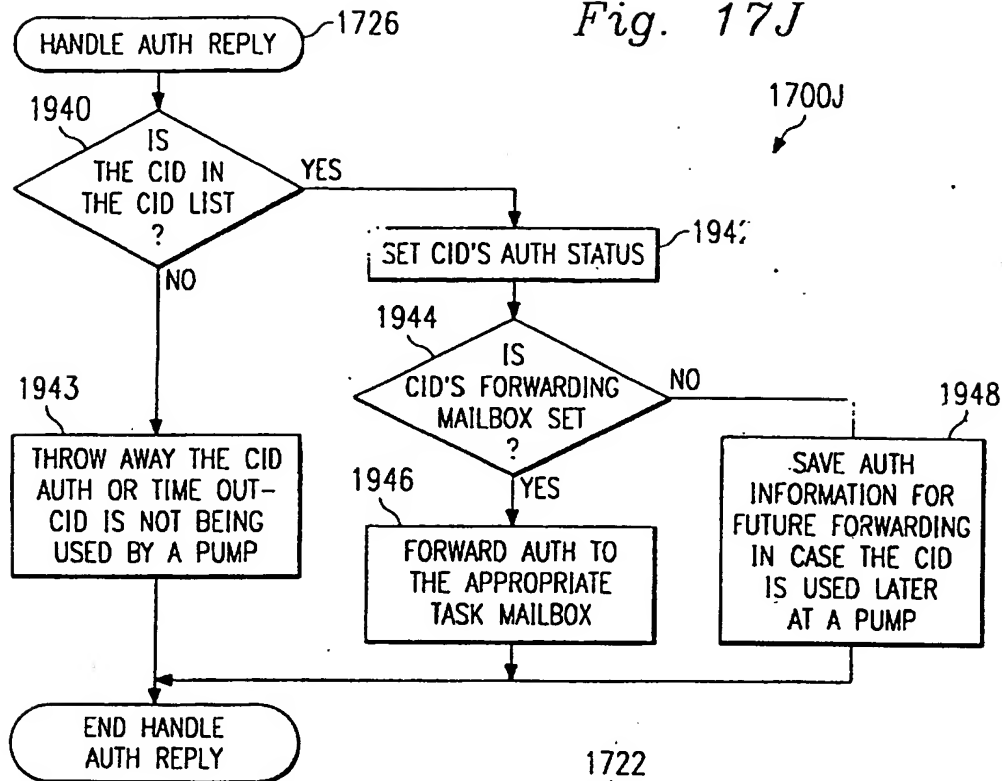 Fig. 17J
HANDLE AUTH REPLY
1726
1700J
1940
IS
THE CID IN
THE CID LIST
?
YES
NO
SET CID'S AUTH STATUS
1944
IS
CID'S FORWARDING
MAILBOX SET
?
NO
YES
1943
THROW AWAY THE CID
AUTH OR TIME OUT-
CID IS NOT BEING
USED BY A PUMP
1946
FORWARD AUTH TO
THE APPROPRIATE
TASK MAILBOX
1948
SAVE AUTH
INFORMATION FOR
FUTURE FORWARDING
IN CASE THE CID
IS USED LATER
AT A PUMP
END HANDLE
AUTH REPLY
1722